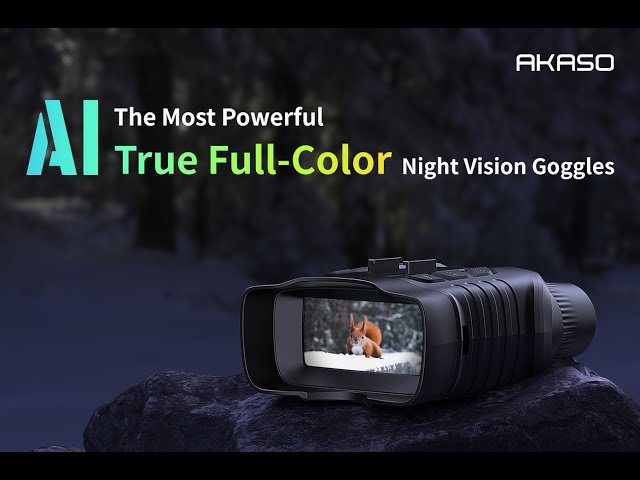 AKASO
AI The Most Powerful
True Full-Color Night Vision Goggles